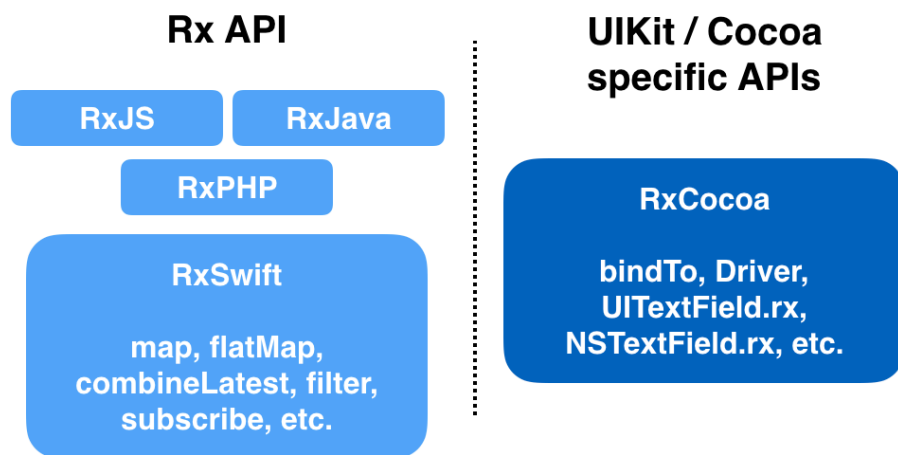 Rx API
RxJS
RxJava
RxPHP
RxSwift
map, flatMap,
combineLatest, filter,
subscribe, etc.
UIKit / Cocoa
specific APIs
RxCocoa
bindTo, Driver,
UITextField.rx,
NSTextField.rx, etc.